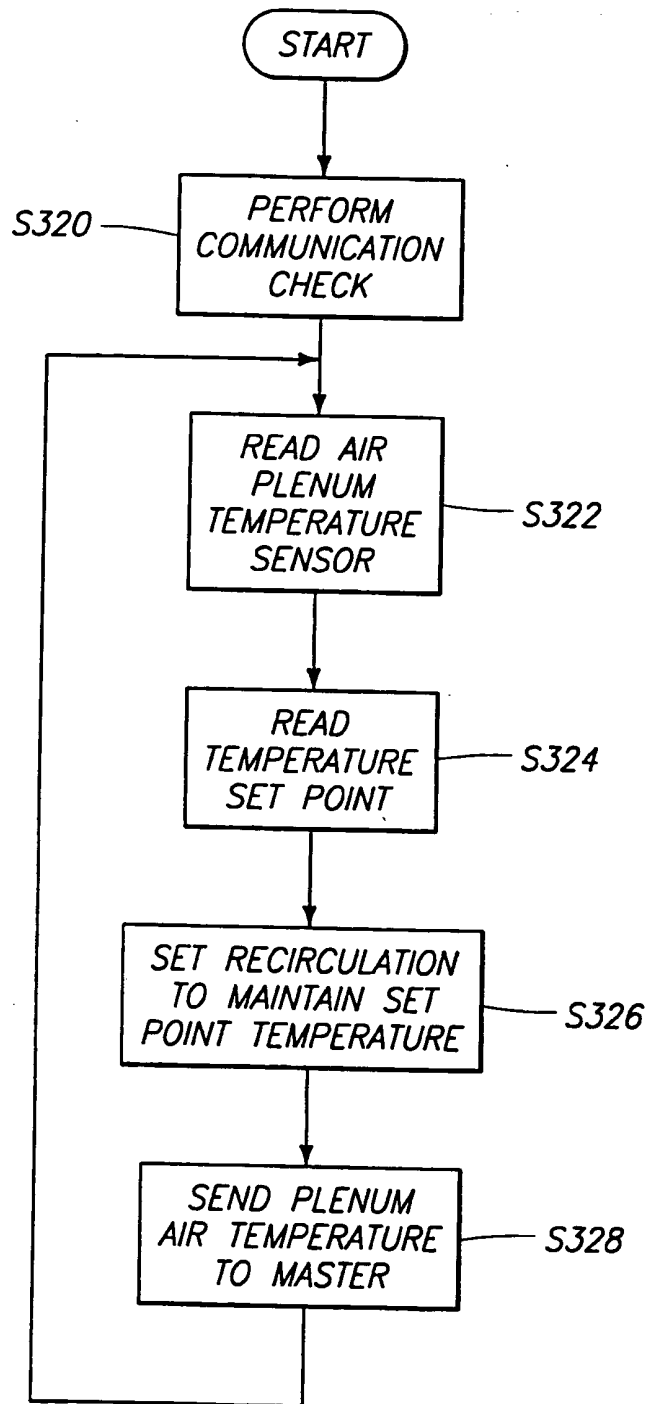 START
S320
PERFORM
COMMUNICATION
CHECK
READ AIR
PLENUM
TEMPERATURE
SENSOR
S322
READ
TEMPERATURE
SET POINT
S324
SET RECIRCULATION
TO MAINTAIN SET
POINT TEMPERATURE
S326
SEND PLENUM
AIR TEMPERATURE
TO MASTER
S328